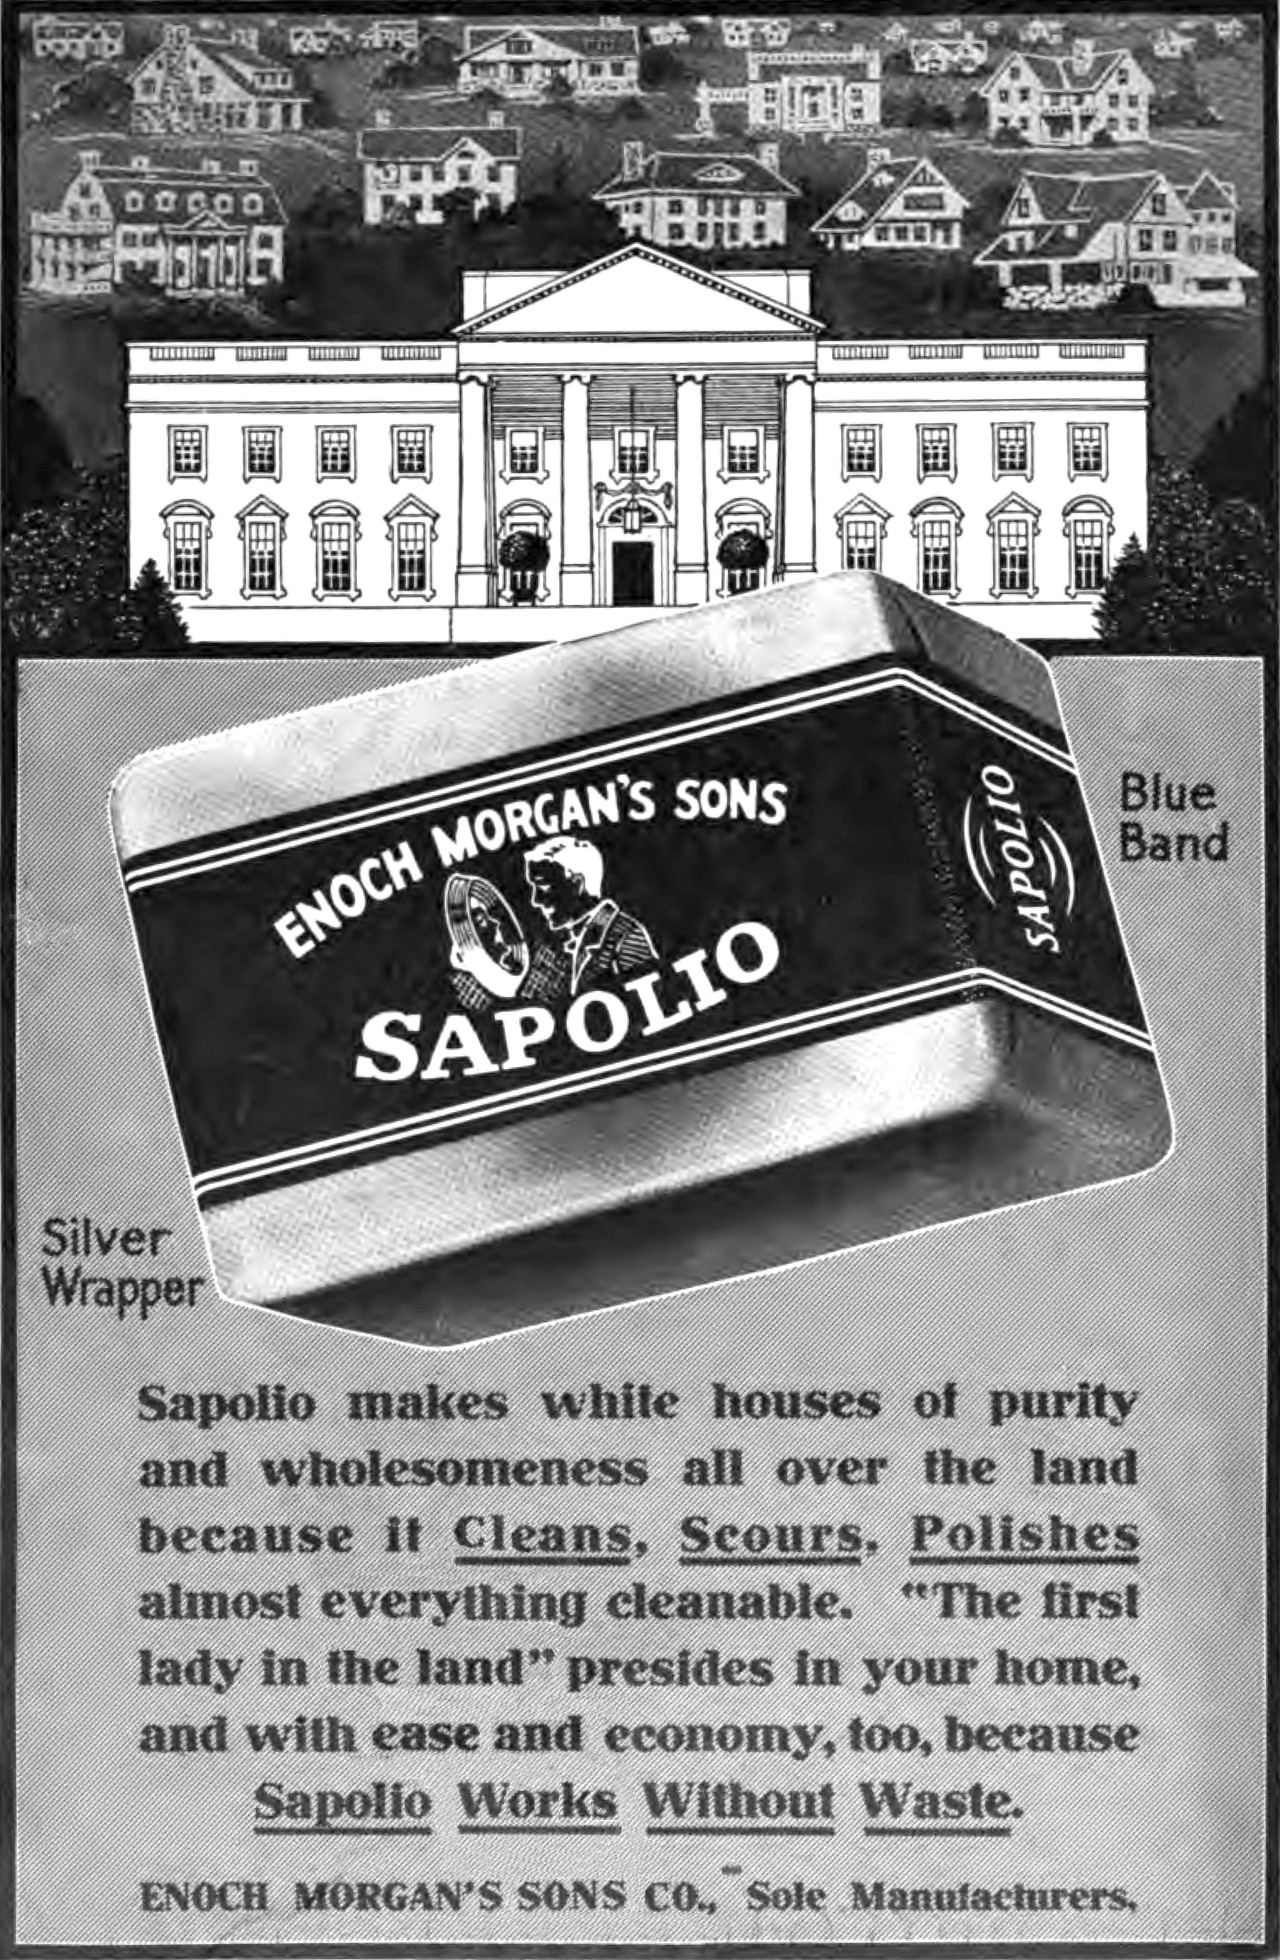 ENOCH MORGAN'S SONS
SAPOLIO
SAPOLIO
Blue
Band
Silver
Wrapper
Sapolio makes white houses of purity
and wholesomeness all over the land
because it Cleans, Scours, Polishes
almost everything cleanable. "The first
lady in the land" presides in your home,
and with ease and economy, too, because
Sapolio Works Without Waste.
ENOCH MORGAN'S SONS CO., Sole Manufacturers.